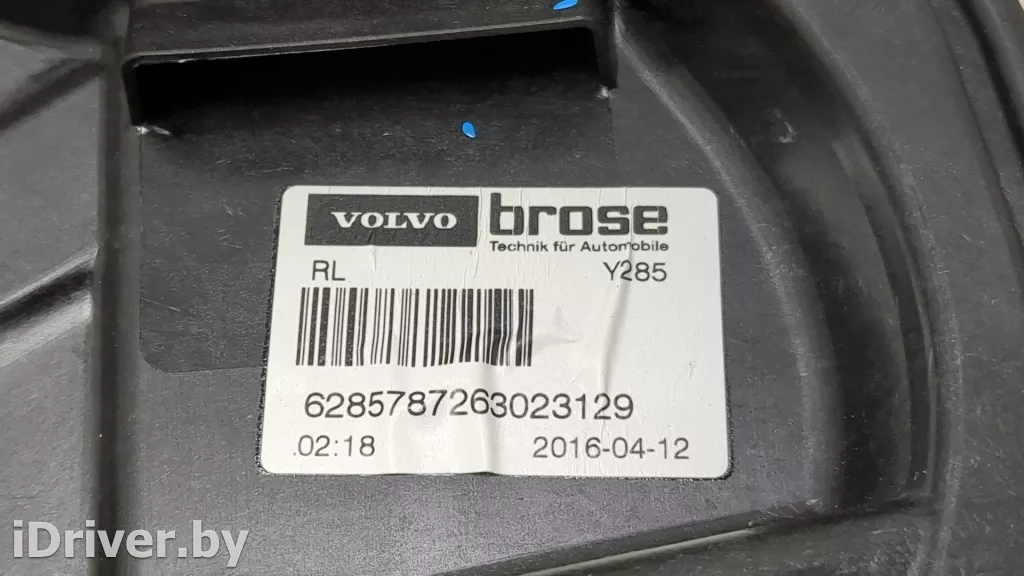 VOLVO brose
Technik für Automobile
RL Y285
6285787263023129
.02:18 2016-04-12
iDriver.by